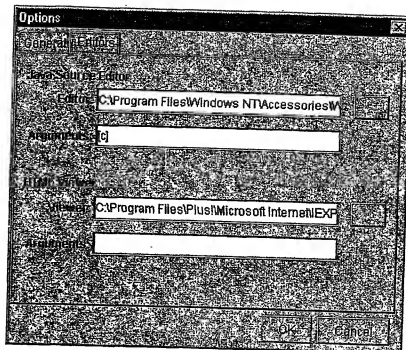 Options
General Editors
Java Source Editor
Editor: C:\Program Files\Windows NT\Accessories\W
Arguments: [c]
HTML Viewer
Viewer: C:\Program Files\Plus!\Microsoft Internet\IEXP
Arguments:
OK Cancel